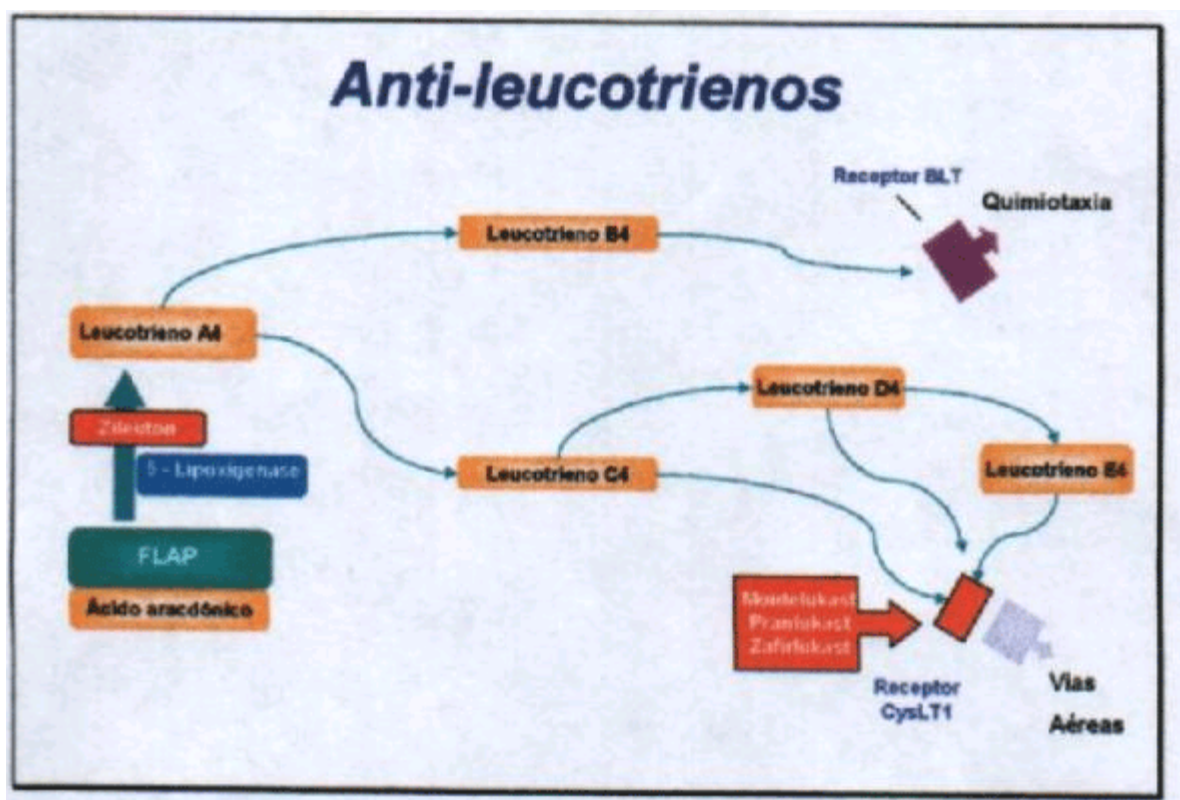 Anti-leucotrienos
Receptor BLT
Quimiotaxia
Leucotrieno B4
Leucotrieno A4
Leucotrieno D4
Zileuton
5 - Lipoxigenase
Leucotrieno C4
Leucotrieno E4
FLAP
Ácido aracdônico
Montelukast
Pranlukast
Zafirlukast
Receptor
CysLT1
Vias
Aéreas